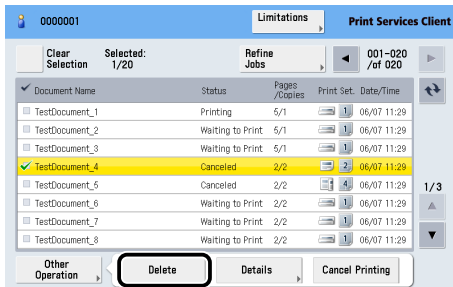 0000001 Limitations Print Services Client
Clear Selection Selected: 1/20 Refine Jobs 001-020 /of 020
Document Name Status Pages /Copies Print Set. Date/Time
TestDocument_1 Printing 5/1 1 06/07 11:29
TestDocument_2 Waiting to Print 5/1 1 06/07 11:29
TestDocument_3 Waiting to Print 5/1 1 06/07 11:29
TestDocument_4 Canceled 2/2 2 06/07 11:29
TestDocument_5 Canceled 2/2 4 06/07 11:29
TestDocument_6 Waiting to Print 2/2 1 06/07 11:29
TestDocument_7 Waiting to Print 2/2 1 06/07 11:29
TestDocument_8 Waiting to Print 2/2 1 06/07 11:29
1/3
Other Operation Delete Details Cancel Printing